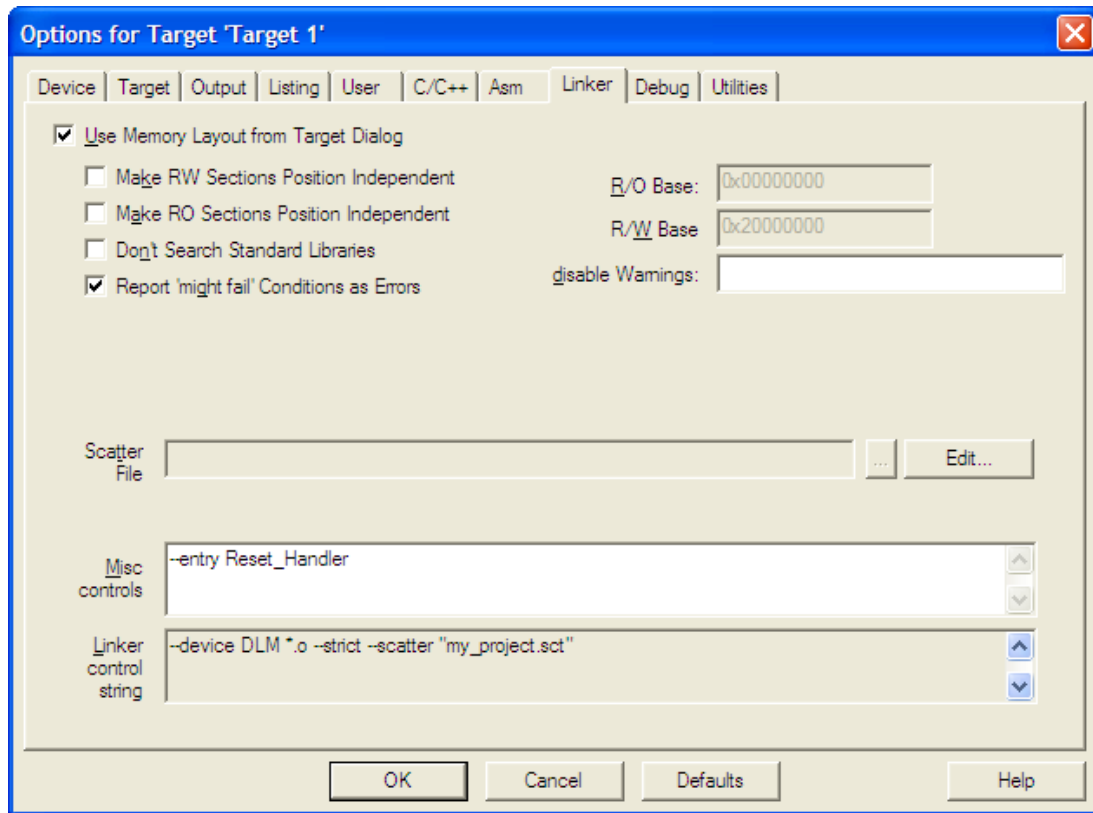 Options for Target 'Target 1'
Device Target Output Listing User C/C++ Asm Linker Debug Utilities
Use Memory Layout from Target Dialog
Make RW Sections Position Independent
Make RO Sections Position Independent
Don't Search Standard Libraries
Report 'might fail' Conditions as Errors
R/O Base: 0x00000000
R/W Base 0x20000000
disable Warnings:
Scatter
File
... Edit...
Misc
controls
--entry Reset_Handler
Linker
control
string
--device DLM *.o --strict --scatter "my_project.sct"
OK Cancel Defaults Help